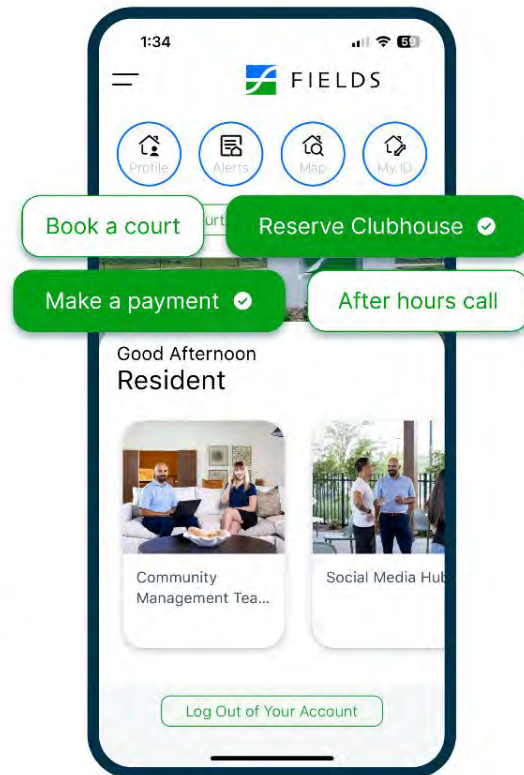 1:34
59
FIELDS
Profile
Alerts
Map
My ID
Book a court
Reserve Clubhouse
Make a payment
After hours call
Good Afternoon
Resident
Community
Management Tea...
Social Media Hub
Log Out of Your Account